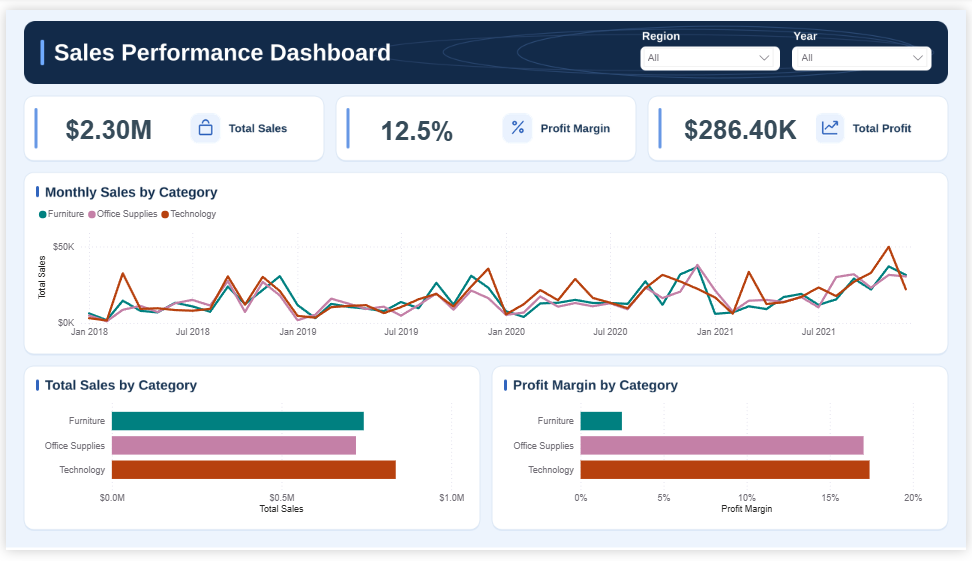 Sales Performance Dashboard
Region
Year
All
All
$2.30M
Total Sales
12.5%
Profit Margin
$286.40K
Total Profit
Monthly Sales by Category
Furniture Office Supplies Technology
Total Sales
$50K
$0K
Jan 2018 Jul 2018 Jan 2019 Jul 2019 Jan 2020 Jul 2020 Jan 2021 Jul 2021
Total Sales by Category
Furniture
Office Supplies
Technology
$0.0M $0.5M $1.0M
Total Sales
Profit Margin by Category
Furniture
Office Supplies
Technology
0% 5% 10% 15% 20%
Profit Margin